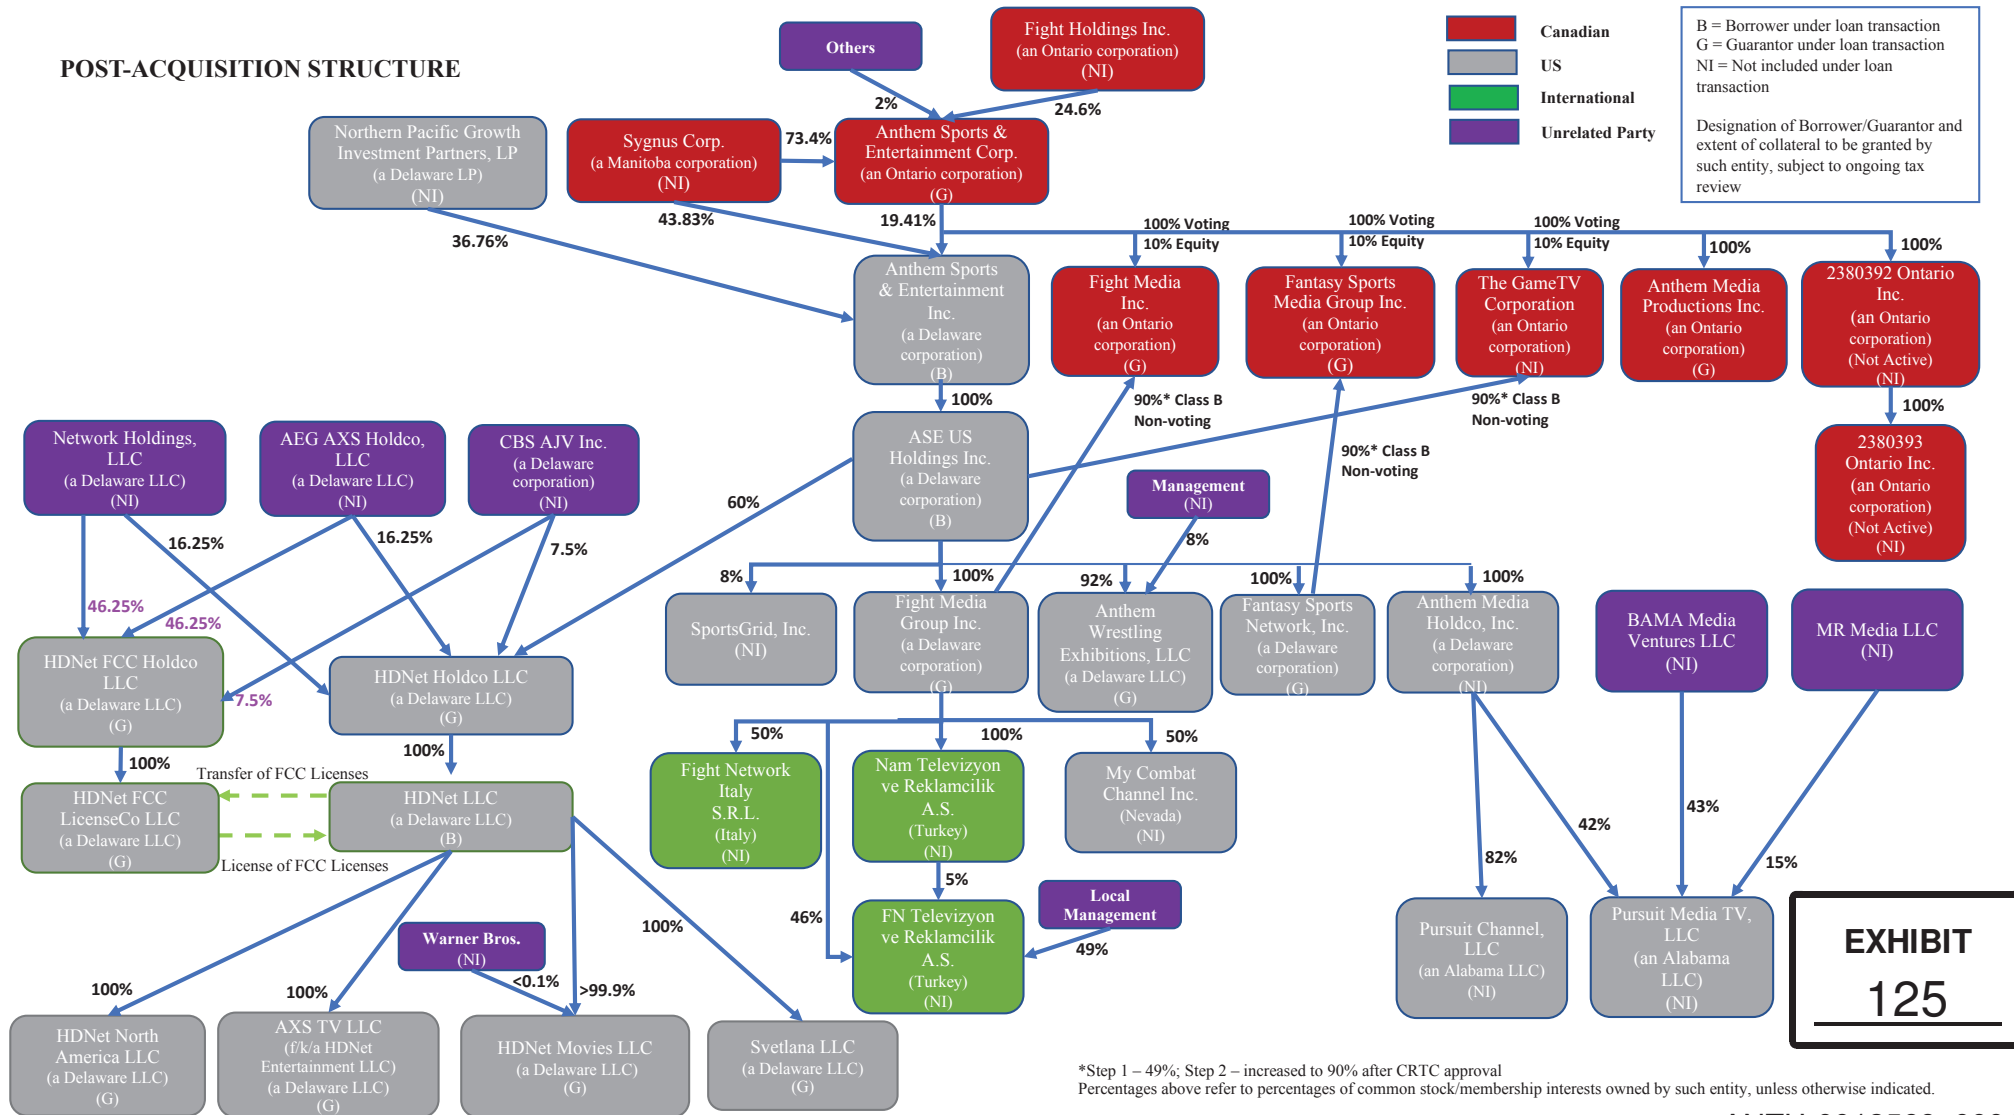 POST-ACQUISITION STRUCTURE
Others
Fight Holdings Inc.
(an Ontario corporation)
(NI)
Canadian
US
International
Unrelated Party
B = Borrower under loan transaction
G = Guarantor under loan transaction
NI = Not included under loan
transaction
Designation of Borrower/Guarantor and
extent of collateral to be granted by
such entity, subject to ongoing tax
review
2%
24.6%
Northern Pacific Growth
Investment Partners, LP
(a Delaware LP)
(NI)
Sygnus Corp.
(a Manitoba corporation)
(NI)
73.4%
Anthem Sports &
Entertainment Corp.
(an Ontario corporation)
(G)
36.76%
43.83%
19.41%
100% Voting
10% Equity
100% Voting
10% Equity
100% Voting
10% Equity
100%
100%
Anthem Sports
& Entertainment
Inc.
(a Delaware
corporation)
(B)
Fight Media
Inc.
(an Ontario
corporation)
(G)
Fantasy Sports
Media Group Inc.
(an Ontario
corporation)
(G)
The GameTV
Corporation
(an Ontario
corporation)
(NI)
Anthem Media
Productions Inc.
(an Ontario
corporation)
(G)
2380392 Ontario
Inc.
(an Ontario
corporation)
(Not Active)
(NI)
100%
90%* Class B
Non-voting
90%* Class B
Non-voting
90%* Class B
Non-voting
100%
2380393
Ontario Inc.
(an Ontario
corporation)
(Not Active)
(NI)
Network Holdings,
LLC
(a Delaware LLC)
(NI)
AEG AXS Holdco,
LLC
(a Delaware LLC)
(NI)
CBS AJV Inc.
(a Delaware
corporation)
(NI)
ASE US
Holdings Inc.
(a Delaware
corporation)
(B)
Management
(NI)
60%
16.25%
16.25%
7.5%
8%
46.25%
46.25%
7.5%
8%
100%
92%
100%
100%
HDNet FCC Holdco
LLC
(a Delaware LLC)
(G)
HDNet Holdco LLC
(a Delaware LLC)
(G)
SportsGrid, Inc.
(NI)
Fight Media
Group Inc.
(a Delaware
corporation)
(G)
Anthem
Wrestling
Exhibitions, LLC
(a Delaware LLC)
(G)
Fantasy Sports
Network, Inc.
(a Delaware
corporation)
(G)
Anthem Media
Holdco, Inc.
(a Delaware
corporation)
(NI)
BAMA Media
Ventures LLC
(NI)
MR Media LLC
(NI)
100%
100%
50%
100%
50%
Transfer of FCC Licenses
HDNet FCC
LicenseCo LLC
(a Delaware LLC)
(G)
HDNet LLC
(a Delaware LLC)
(B)
License of FCC Licenses
Fight Network
Italy
S.R.L.
(Italy)
(NI)
Nam Televizyon
ve Reklamcilik
A.S.
(Turkey)
(NI)
My Combat
Channel Inc.
(Nevada)
(NI)
82%
42%
43%
15%
5%
46%
49%
Local
Management
FN Televizyon
ve Reklamcilik
A.S.
(Turkey)
(NI)
Pursuit Channel,
LLC
(an Alabama LLC)
(NI)
Pursuit Media TV,
LLC
(an Alabama
LLC)
(NI)
Warner Bros.
(NI)
100%
100%
<0.1%
>99.9%
100%
HDNet North
America LLC
(a Delaware LLC)
(G)
AXS TV LLC
(f/k/a HDNet
Entertainment LLC)
(a Delaware LLC)
(G)
HDNet Movies LLC
(a Delaware LLC)
(G)
Svetlana LLC
(a Delaware LLC)
(G)
EXHIBIT
125
*Step 1 – 49%; Step 2 – increased to 90% after CRTC approval
Percentages above refer to percentages of common stock/membership interests owned by such entity, unless otherwise indicated.